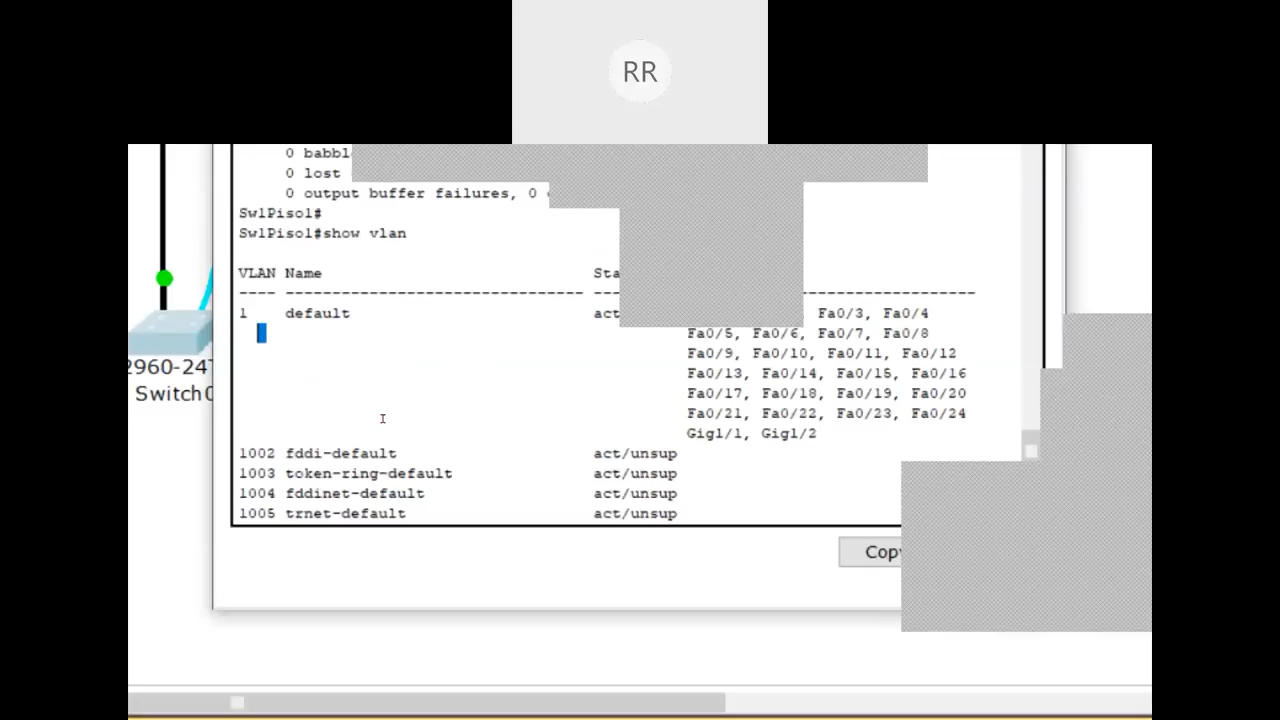 RR
0 babbl
0 lost
0 output buffer failures, 0
Sw1Piso1#
Sw1Piso1#show vlan
VLAN Name Sta
---- -------------------------------- --- -------------------
1 default act Fa0/3, Fa0/4
Fa0/5, Fa0/6, Fa0/7, Fa0/8
Fa0/9, Fa0/10, Fa0/11, Fa0/12
Fa0/13, Fa0/14, Fa0/15, Fa0/16
Fa0/17, Fa0/18, Fa0/19, Fa0/20
Fa0/21, Fa0/22, Fa0/23, Fa0/24
Gig1/1, Gig1/2
1002 fddi-default act/unsup
1003 token-ring-default act/unsup
1004 fddinet-default act/unsup
1005 trnet-default act/unsup
2960-24T
Switch0
Copy